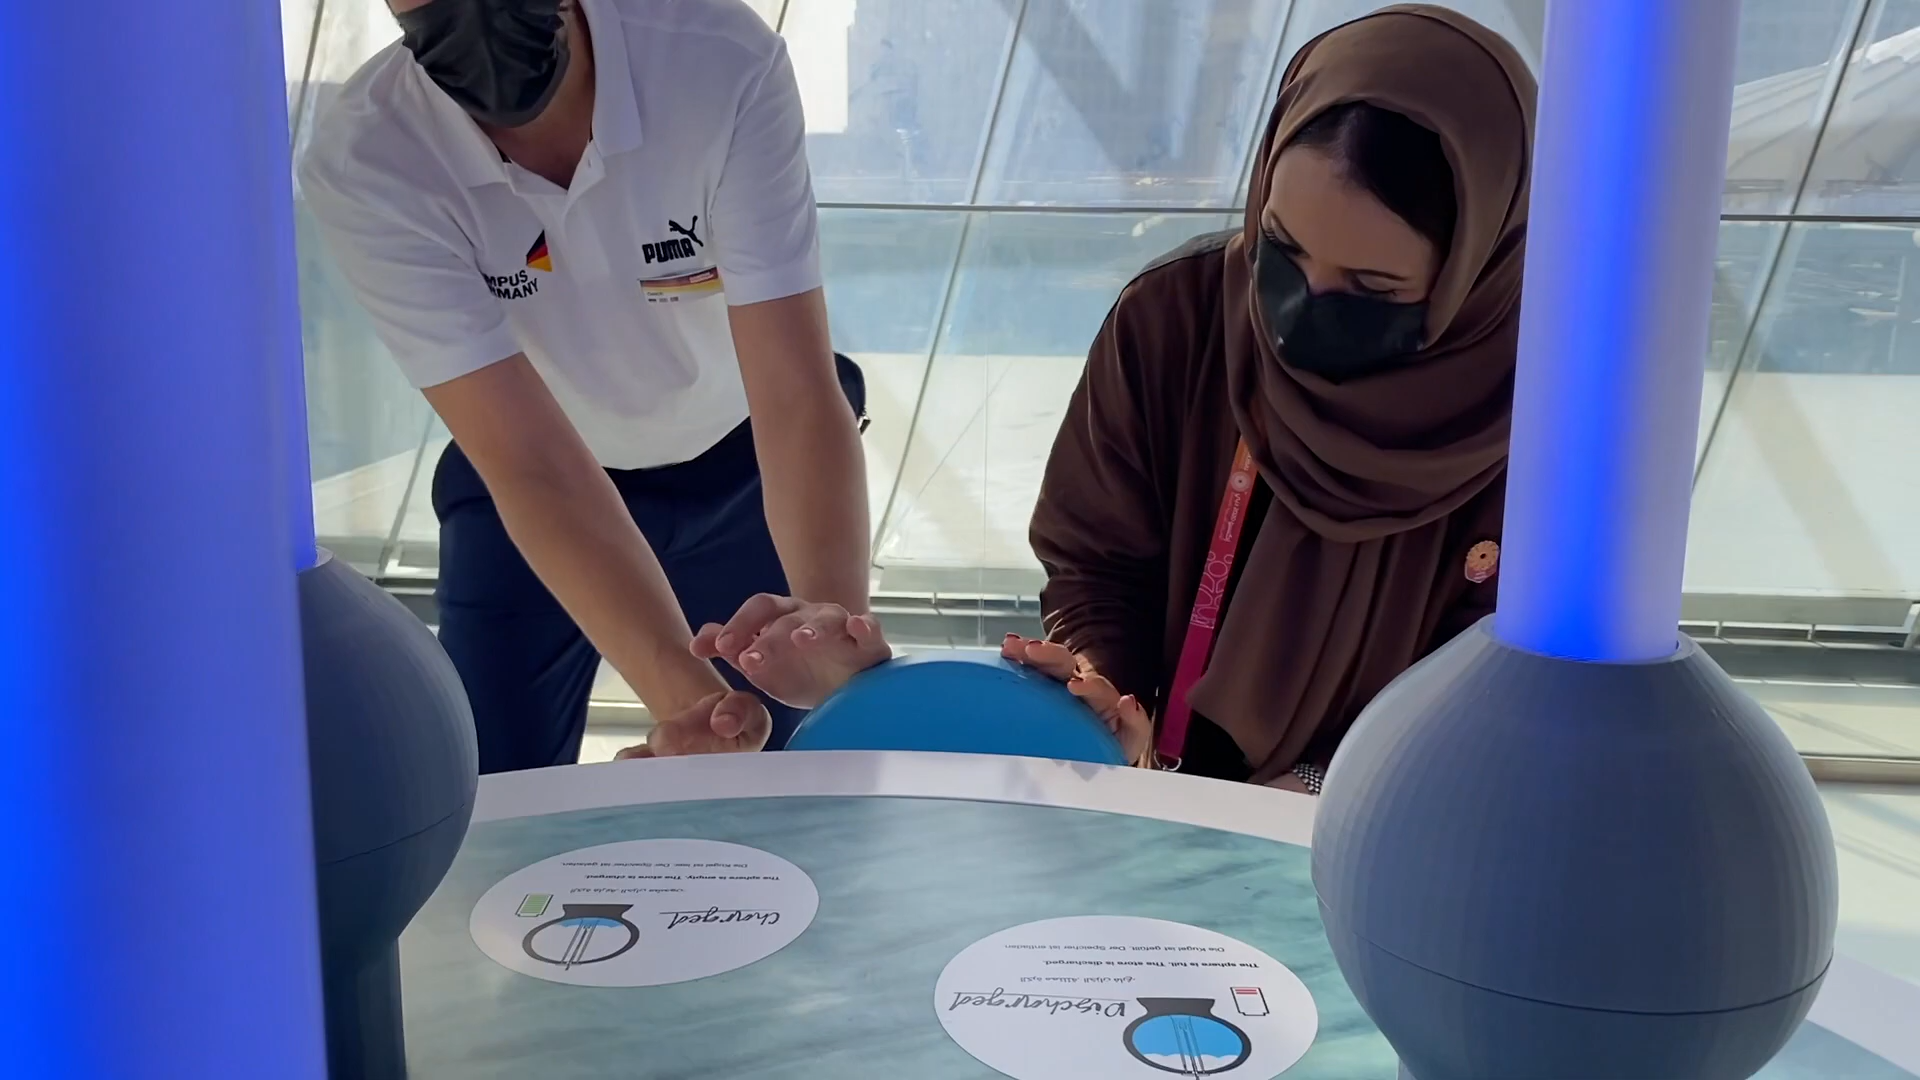 MPUS
RMANY
PUMA
Die Kugel ist leer. Der Speicher ist geladen.
The sphere is empty. The store is charged.
Charged
Die Kugel ist gefüllt. Der Speicher ist entladen.
The sphere is full. The store is discharged.
Discharged